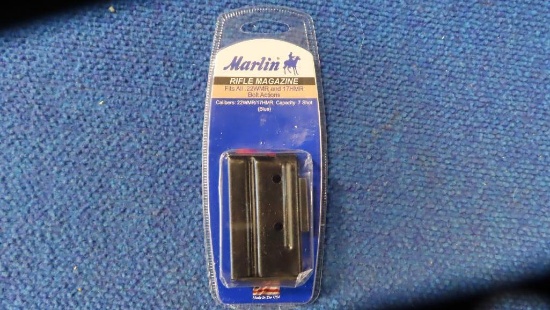 Marlin
RIFLE MAGAZINE
Fits All .22WMR and 17HMR
Bolt Actions
Calibers: 22WMR/17HMR, Capacity: 7 Shot
(Blue)
Made In The USA